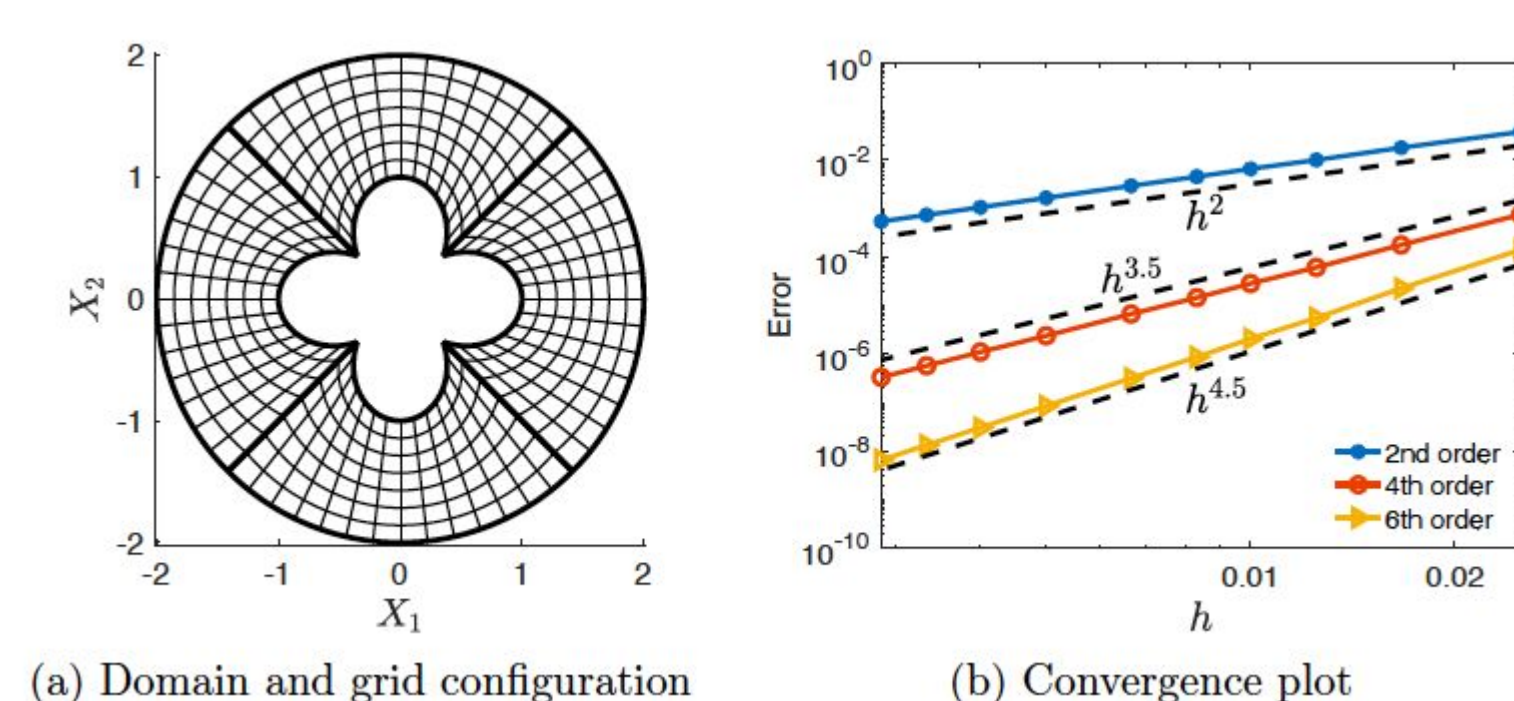 2
1
0
-1
-2
-2 -1 0 1 2
X_2
X_1
(a) Domain and grid configuration
10^0
10^{-2}
10^{-4}
10^{-6}
10^{-8}
10^{-10}
Error
h^2
h^{3.5}
h^{4.5}
2nd order
4th order
6th order
0.01 0.02
h
(b) Convergence plot